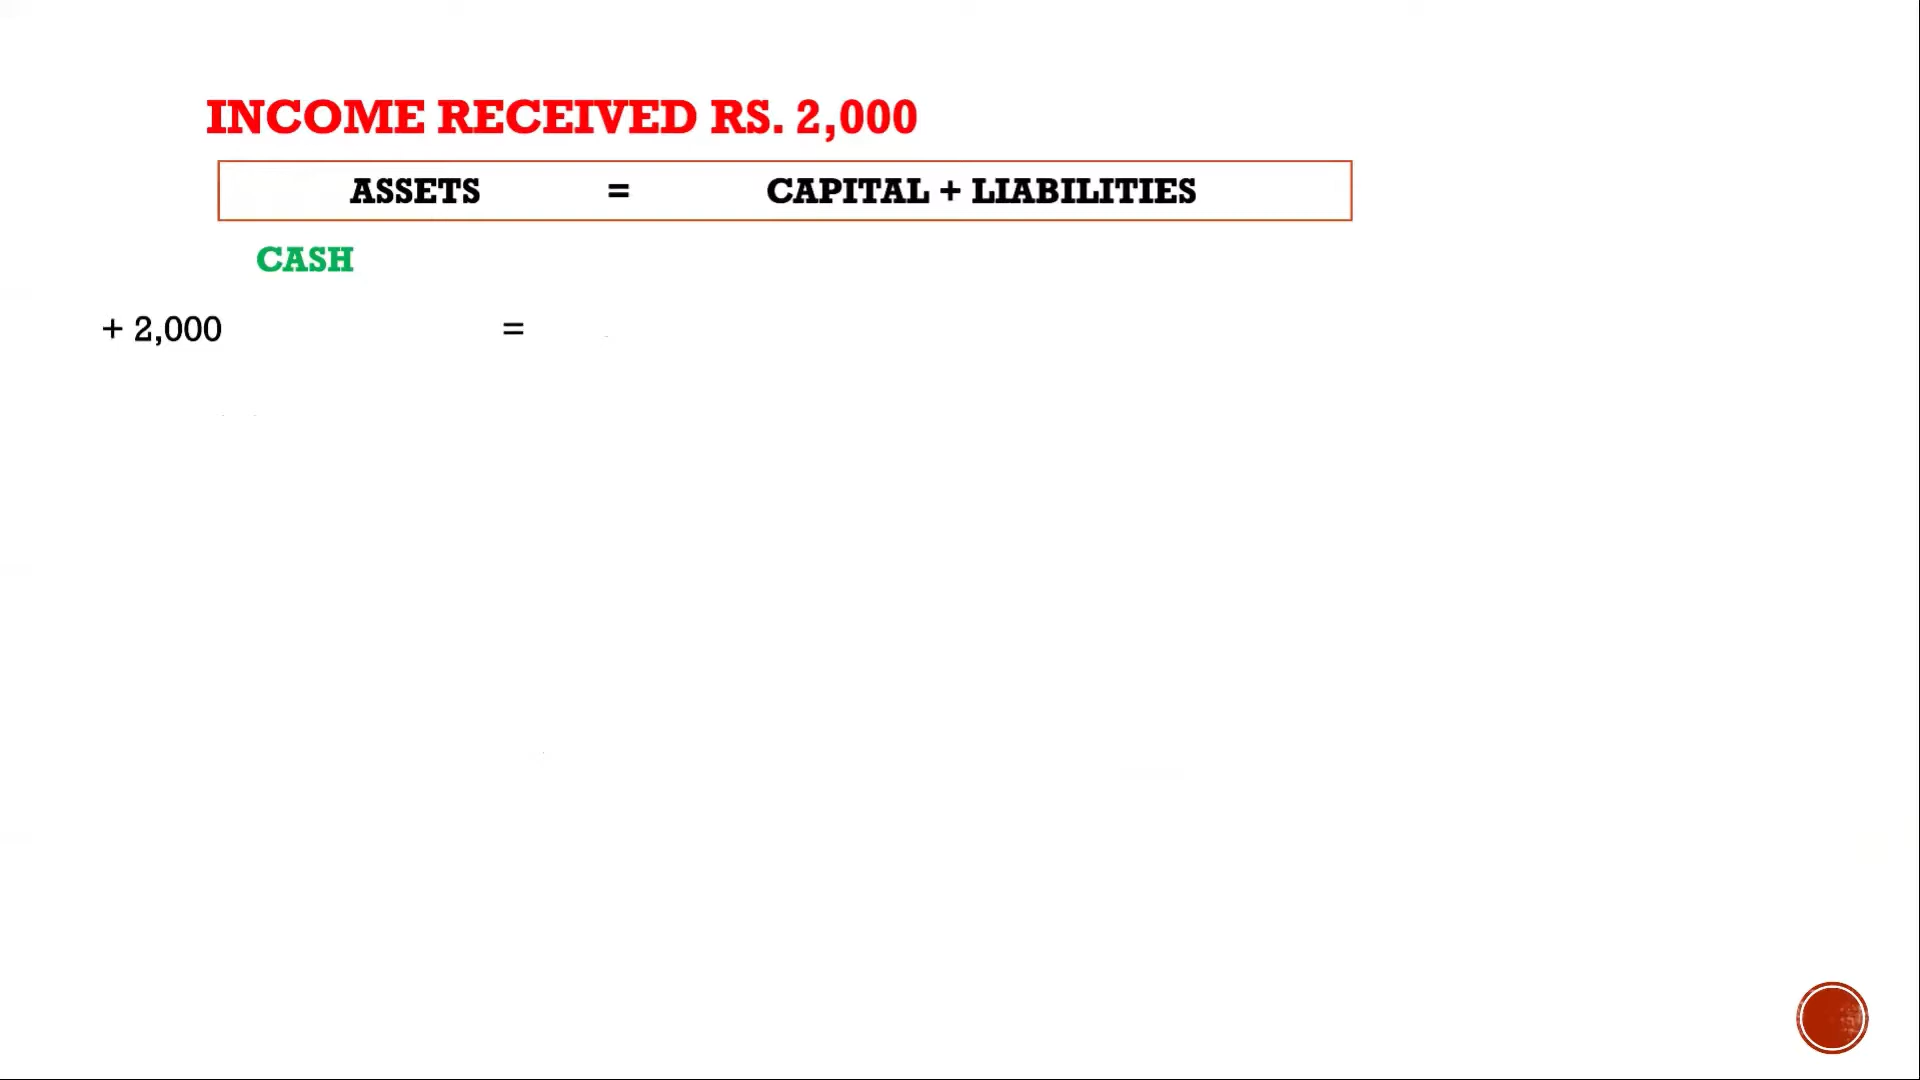 INCOME RECEIVED RS. 2,000
ASSETS = CAPITAL + LIABILITIES
CASH
+ 2,000 =